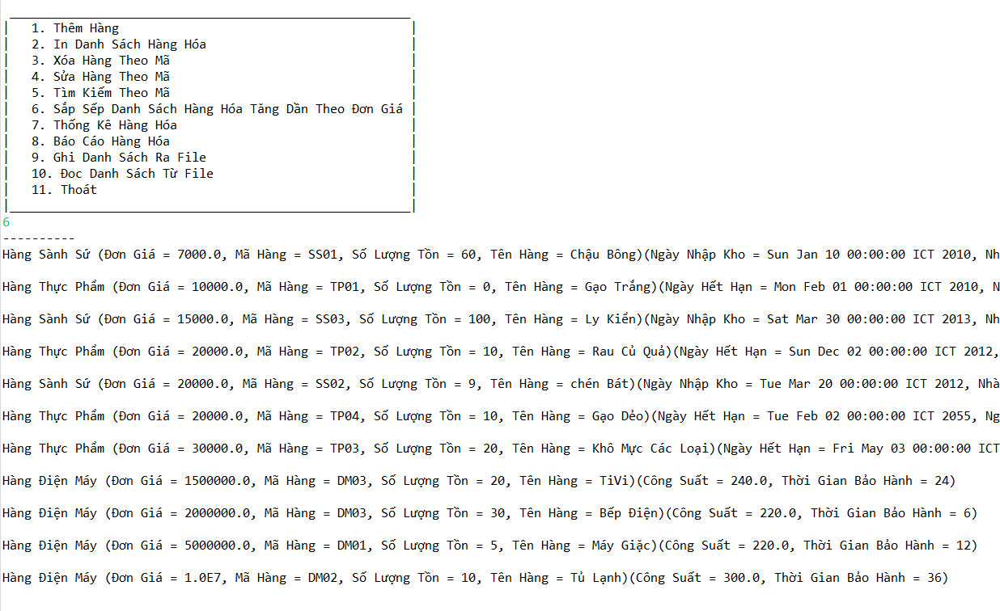 1. Thêm Hàng
2. In Danh Sách Hàng Hóa
3. Xóa Hàng Theo Mã
4. Sửa Hàng Theo Mã
5. Tìm Kiếm Theo Mã
6. Sắp Sếp Danh Sách Hàng Hóa Tăng Dần Theo Đơn Giá
7. Thống Kê Hàng Hóa
8. Báo Cáo Hàng Hóa
9. Ghi Danh Sách Ra File
10. Đoc Danh Sách Từ File
11. Thoát
6
----------
Hàng Sành Sứ (Đơn Giá = 7000.0, Mã Hàng = SS01, Số Lượng Tồn = 60, Tên Hàng = Chậu Bông)(Ngày Nhập Kho = Sun Jan 10 00:00:00 ICT 2010, Nh
Hàng Thực Phẩm (Đơn Giá = 10000.0, Mã Hàng = TP01, Số Lượng Tồn = 0, Tên Hàng = Gạo Trắng)(Ngày Hết Hạn = Mon Feb 01 00:00:00 ICT 2010, N
Hàng Sành Sứ (Đơn Giá = 15000.0, Mã Hàng = SS03, Số Lượng Tồn = 100, Tên Hàng = Ly Kiển)(Ngày Nhập Kho = Sat Mar 30 00:00:00 ICT 2013, Nh
Hàng Thực Phẩm (Đơn Giá = 20000.0, Mã Hàng = TP02, Số Lượng Tồn = 10, Tên Hàng = Rau Củ Quả)(Ngày Hết Hạn = Sun Dec 02 00:00:00 ICT 2012,
Hàng Sành Sứ (Đơn Giá = 20000.0, Mã Hàng = SS02, Số Lượng Tồn = 9, Tên Hàng = chén Bát)(Ngày Nhập Kho = Tue Mar 20 00:00:00 ICT 2012, Nhà
Hàng Thực Phẩm (Đơn Giá = 20000.0, Mã Hàng = TP04, Số Lượng Tồn = 10, Tên Hàng = Gạo Dẻo)(Ngày Hết Hạn = Tue Feb 02 00:00:00 ICT 2055, Ng
Hàng Thực Phẩm (Đơn Giá = 30000.0, Mã Hàng = TP03, Số Lượng Tồn = 20, Tên Hàng = Khô Mực Các Loại)(Ngày Hết Hạn = Fri May 03 00:00:00 ICT
Hàng Điện Máy (Đơn Giá = 1500000.0, Mã Hàng = DM03, Số Lượng Tồn = 20, Tên Hàng = TiVi)(Công Suất = 240.0, Thời Gian Bảo Hành = 24)
Hàng Điện Máy (Đơn Giá = 2000000.0, Mã Hàng = DM03, Số Lượng Tồn = 30, Tên Hàng = Bếp Điện)(Công Suất = 220.0, Thời Gian Bảo Hành = 6)
Hàng Điện Máy (Đơn Giá = 5000000.0, Mã Hàng = DM01, Số Lượng Tồn = 5, Tên Hàng = Máy Giặc)(Công Suất = 220.0, Thời Gian Bảo Hành = 12)
Hàng Điện Máy (Đơn Giá = 1.0E7, Mã Hàng = DM02, Số Lượng Tồn = 10, Tên Hàng = Tủ Lạnh)(Công Suất = 300.0, Thời Gian Bảo Hành = 36)